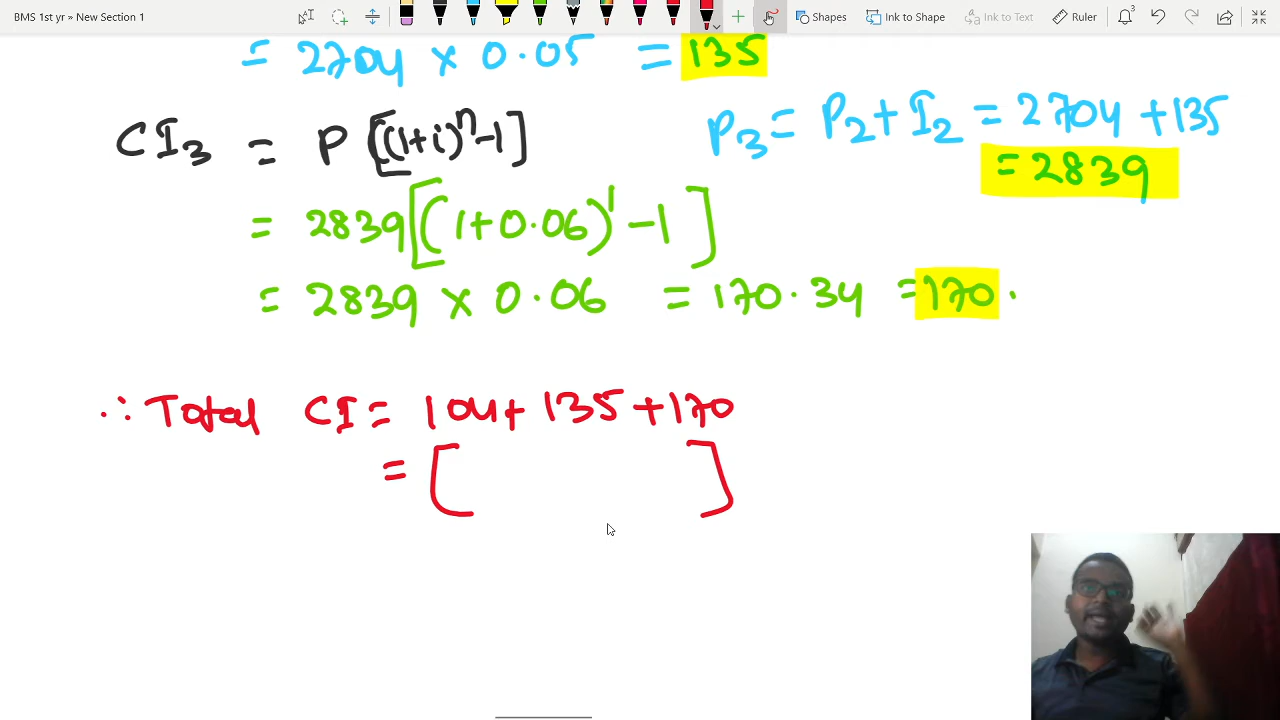 BMS 1st yr » New Section 1
Shapes Ink to Shape Ink to Text Ruler
= 2704 × 0.05 = 135
CI₃ = P [(1+i)ⁿ-1]
P₃ = P₂+I₂ = 2704 +135
= 2839
= 2839[(1+0.06)¹ -1]
= 2839 × 0.06 = 170.34 = 170.
∴ Total CI = 104+ 135 +170
= [ ]